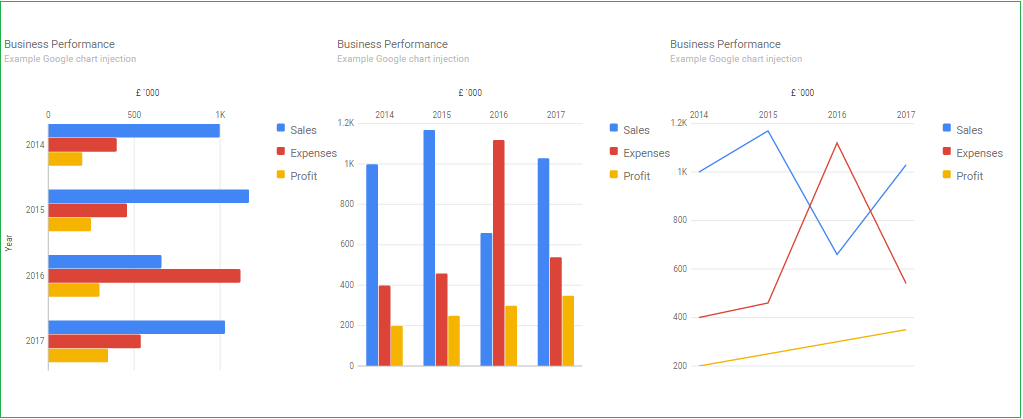 Business Performance
Example Google chart injection
£ `000
0 500 1K
2014
2015
2016
2017
Year
Sales
Expenses
Profit
Business Performance
Example Google chart injection
£ `000
2014 2015 2016 2017
1.2K
1K
800
600
400
200
0
Sales
Expenses
Profit
Business Performance
Example Google chart injection
£ `000
2014 2015 2016 2017
1.2K
1K
800
600
400
200
Sales
Expenses
Profit